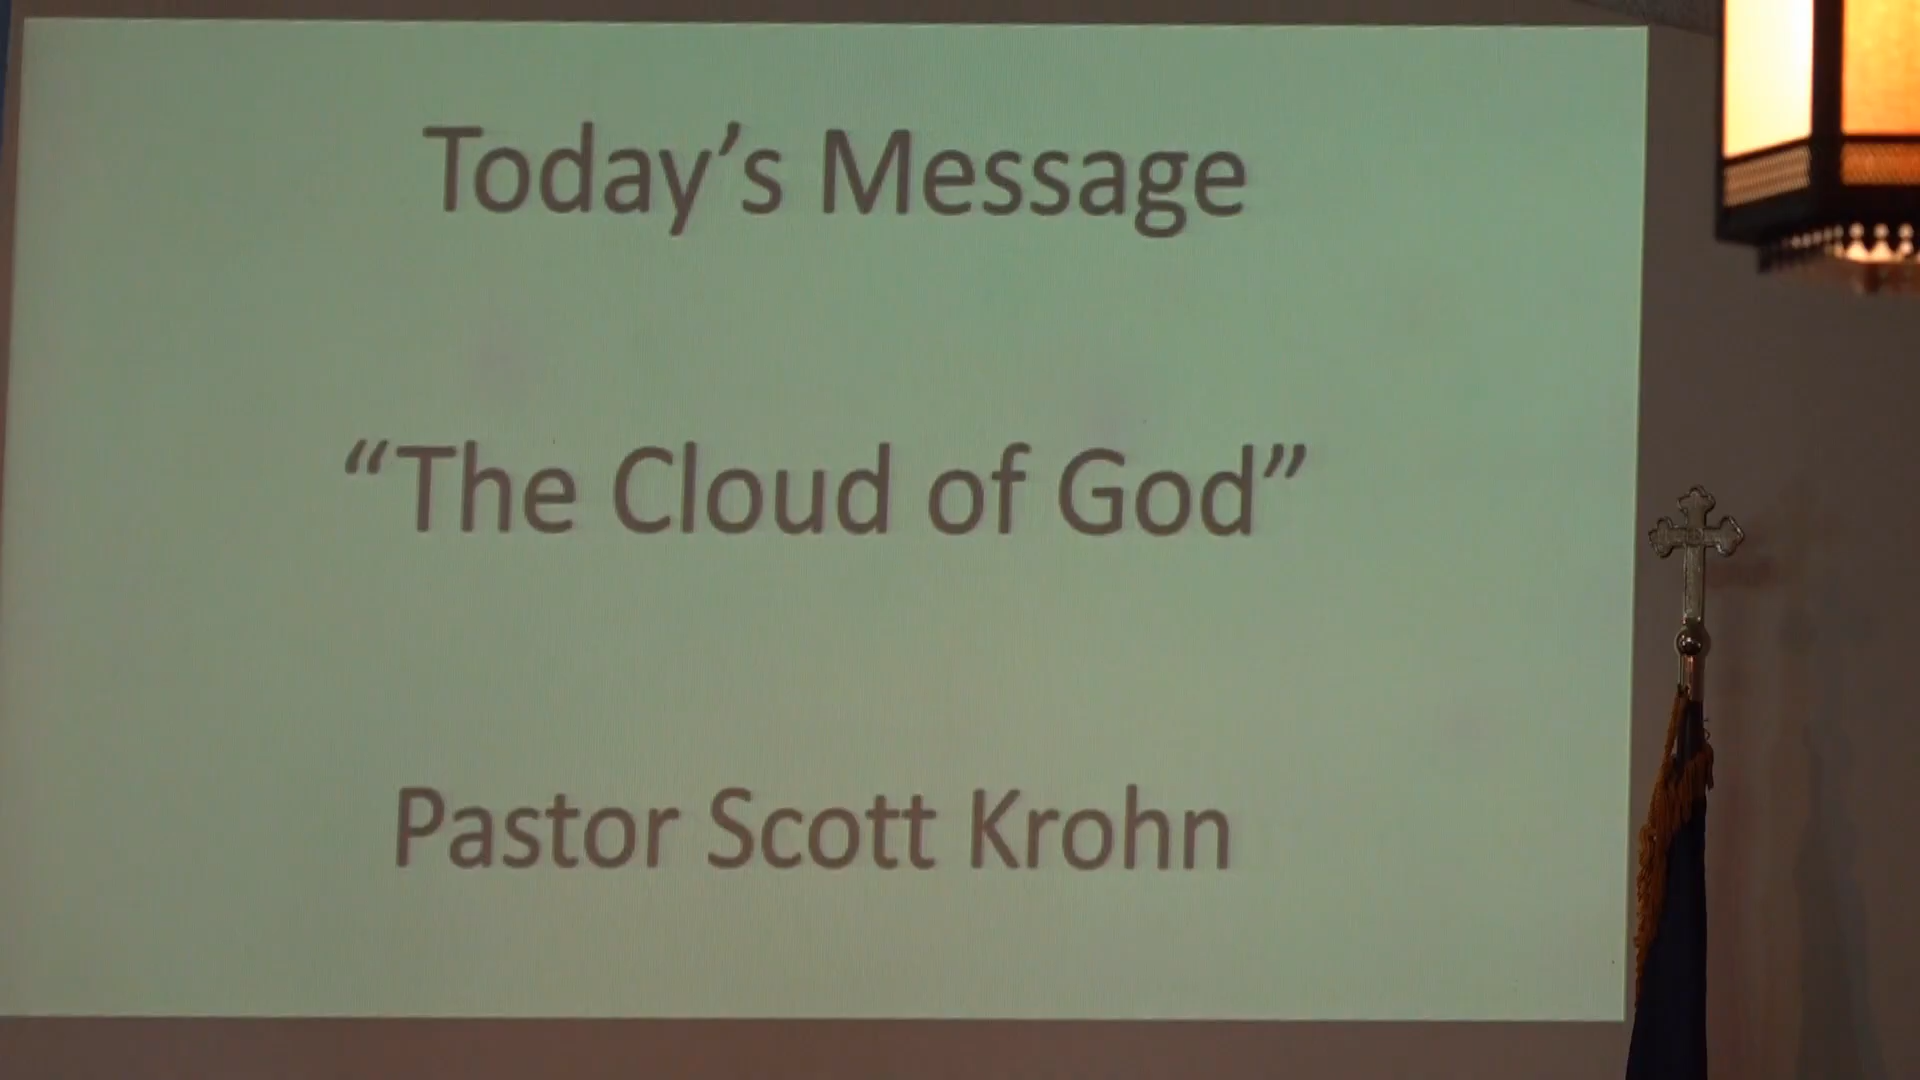 Today’s Message
“The Cloud of God”
Pastor Scott Krohn